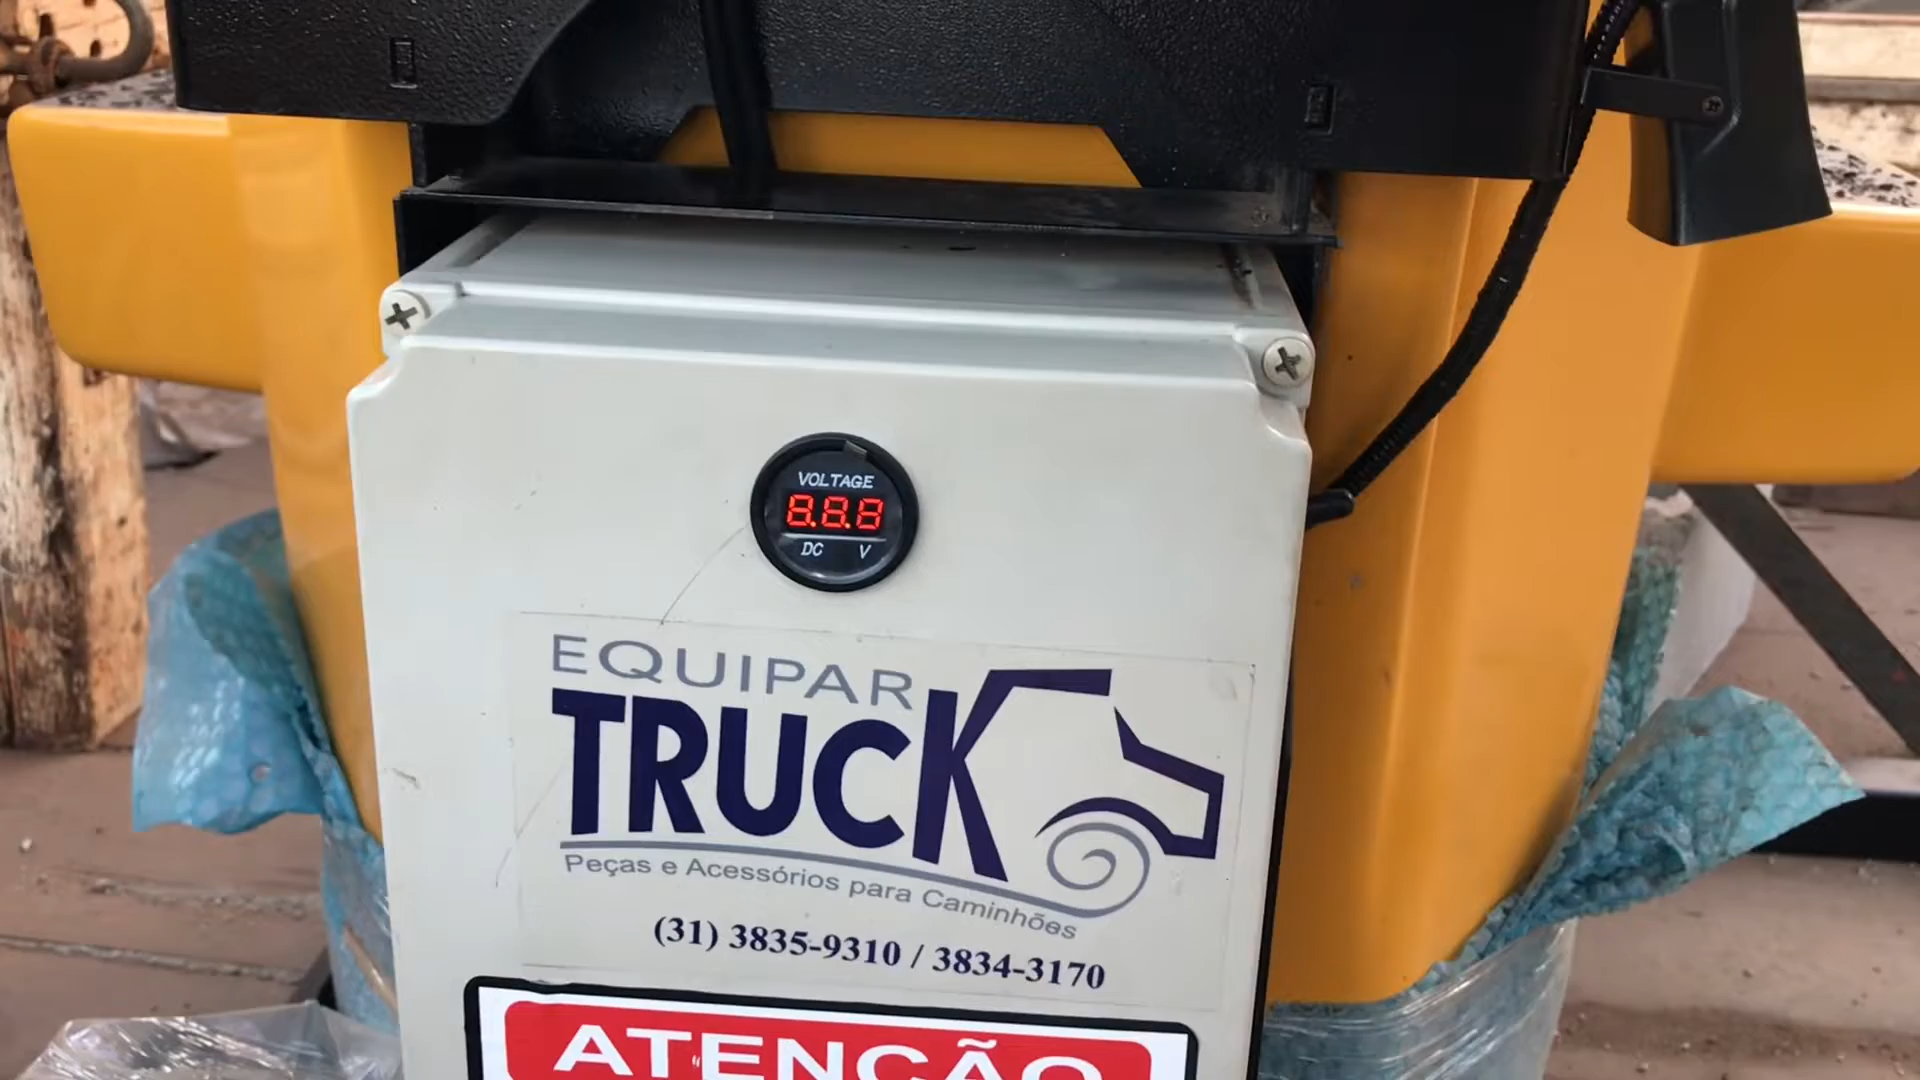 VOLTAGE
8.8.8
DC V
EQUIPAR
TRUCK
Peças e Acessórios para Caminhões
(31) 3835-9310 / 3834-3170
ATENÇÃO